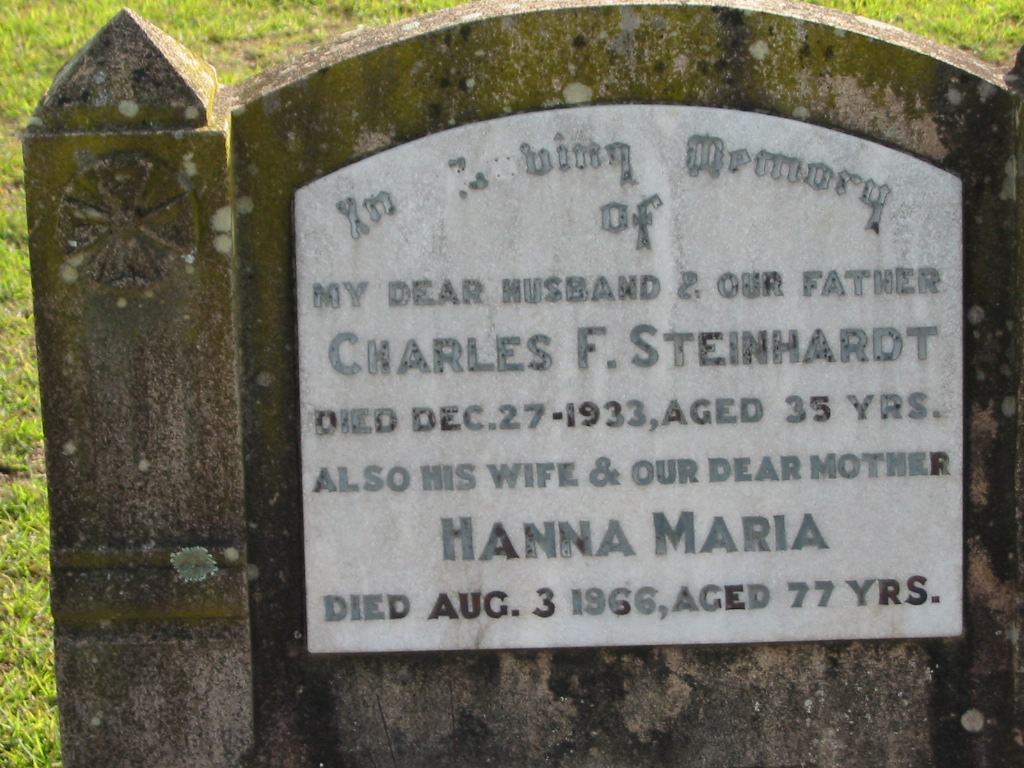 In Loving Memory
of
MY DEAR HUSBAND & OUR FATHER
CHARLES F. STEINHARDT
DIED DEC. 27-1933, AGED 35 YRS.
ALSO HIS WIFE & OUR DEAR MOTHER
HANNA MARIA
DIED AUG. 3 1966, AGED 77 YRS.